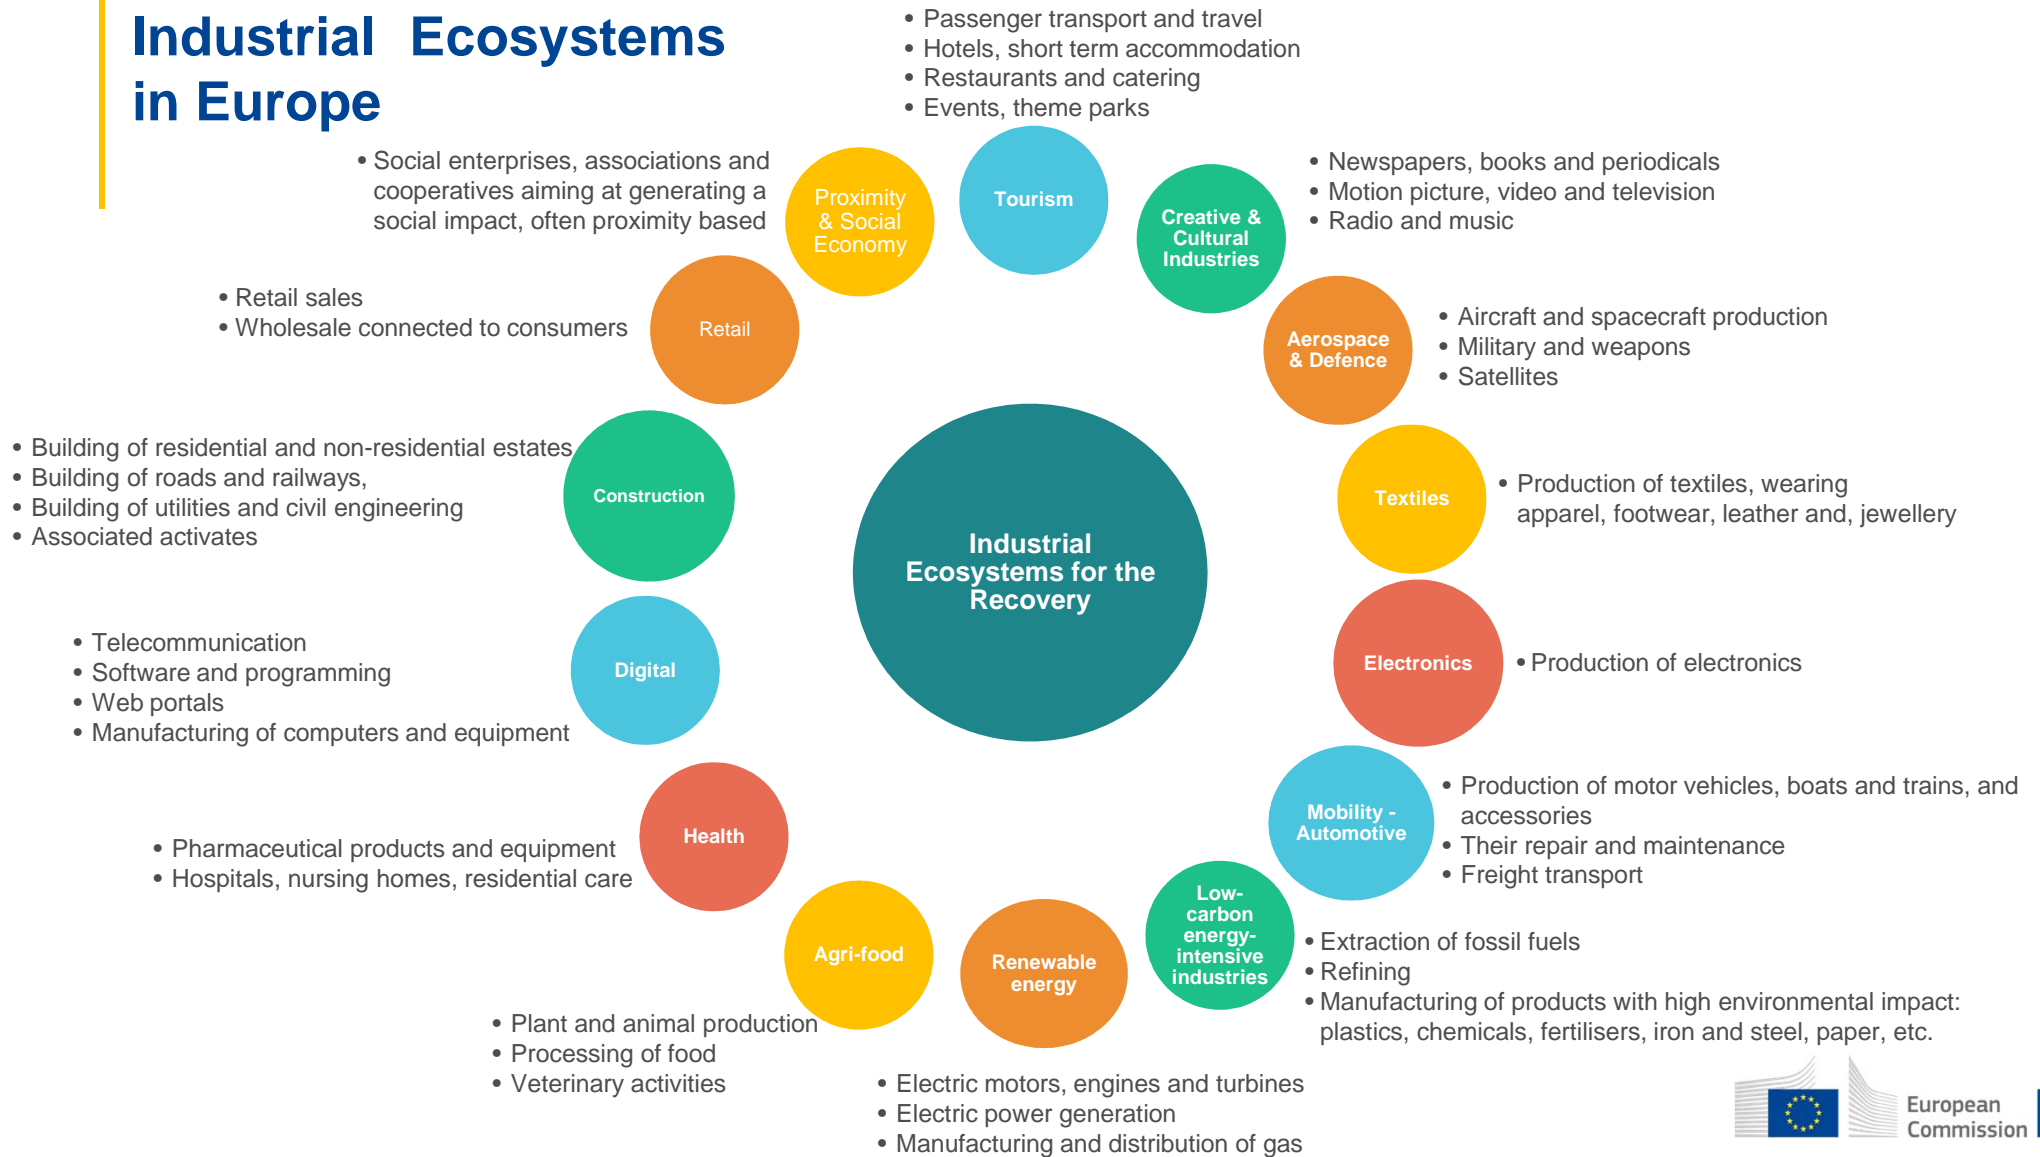 Industrial Ecosystems
in Europe
• Passenger transport and travel
• Hotels, short term accommodation
• Restaurants and catering
• Events, theme parks
Tourism
• Newspapers, books and periodicals
• Motion picture, video and television
• Radio and music
Creative &
Cultural
Industries
• Aircraft and spacecraft production
• Military and weapons
• Satellites
Aerospace
& Defence
• Production of textiles, wearing
apparel, footwear, leather and, jewellery
Textiles
• Production of electronics
Electronics
• Production of motor vehicles, boats and trains, and
accessories
• Their repair and maintenance
• Freight transport
Mobility -
Automotive
• Extraction of fossil fuels
• Refining
• Manufacturing of products with high environmental impact:
plastics, chemicals, fertilisers, iron and steel, paper, etc.
Low-
carbon
energy-
intensive
industries
• Electric motors, engines and turbines
• Electric power generation
• Manufacturing and distribution of gas
Renewable
energy
• Plant and animal production
• Processing of food
• Veterinary activities
Agri-food
• Pharmaceutical products and equipment
• Hospitals, nursing homes, residential care
Health
• Telecommunication
• Software and programming
• Web portals
• Manufacturing of computers and equipment
Digital
• Building of residential and non-residential estates
• Building of roads and railways,
• Building of utilities and civil engineering
• Associated activates
Construction
• Retail sales
• Wholesale connected to consumers
Retail
• Social enterprises, associations and
cooperatives aiming at generating a
social impact, often proximity based
Proximity
& Social
Economy
Industrial
Ecosystems for the
Recovery
European
Commission